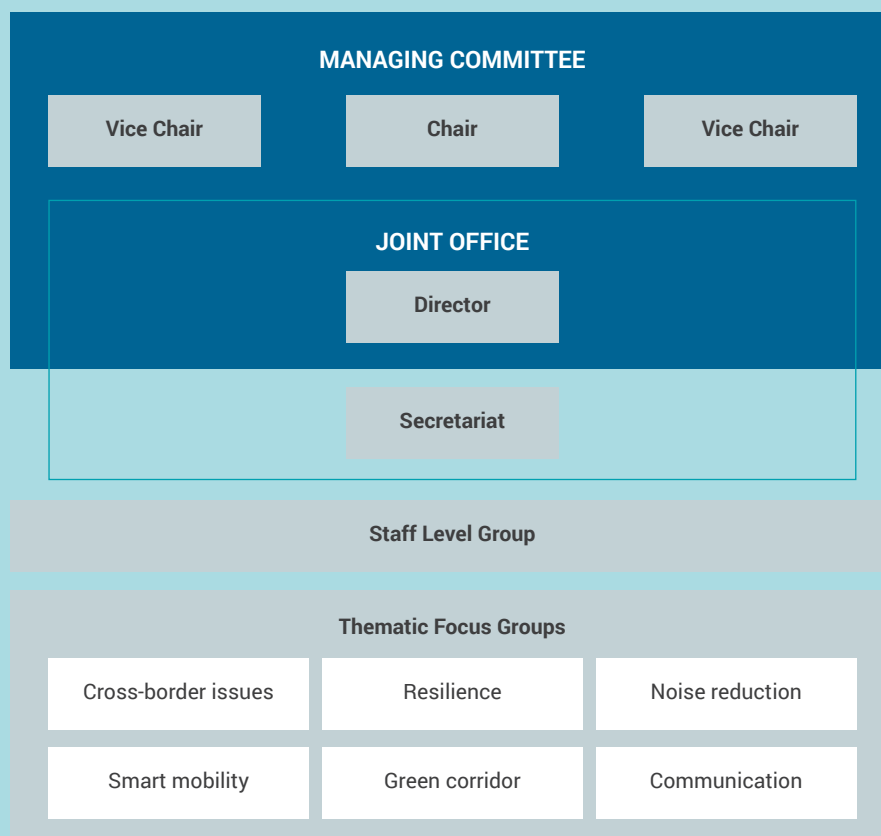 MANAGING COMMITTEE
Vice Chair
Chair
Vice Chair
JOINT OFFICE
Director
Secretariat
Staff Level Group
Thematic Focus Groups
Cross-border issues
Resilience
Noise reduction
Smart mobility
Green corridor
Communication